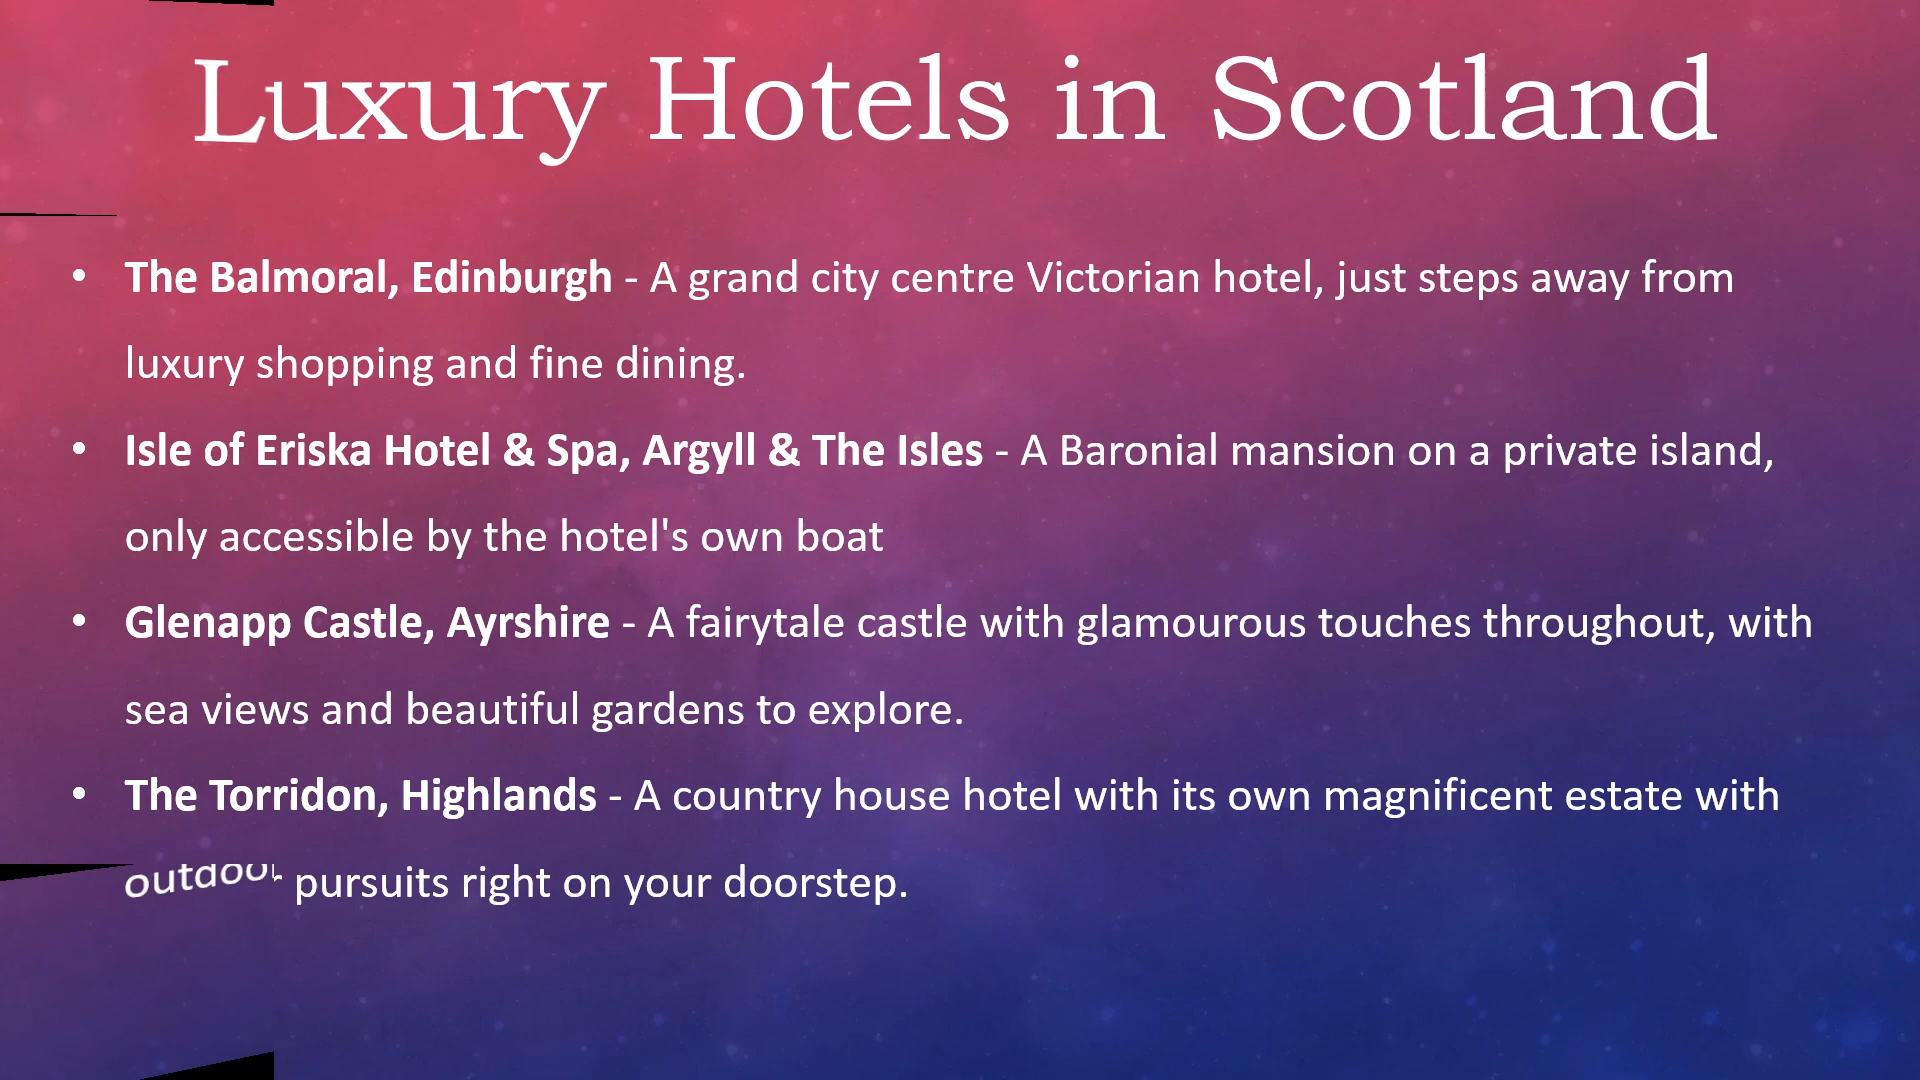 Luxury Hotels in Scotland
• The Balmoral, Edinburgh - A grand city centre Victorian hotel, just steps away from
luxury shopping and fine dining.
• Isle of Eriska Hotel & Spa, Argyll & The Isles - A Baronial mansion on a private island,
only accessible by the hotel's own boat
• Glenapp Castle, Ayrshire - A fairytale castle with glamourous touches throughout, with
sea views and beautiful gardens to explore.
• The Torridon, Highlands - A country house hotel with its own magnificent estate with
outdoor pursuits right on your doorstep.